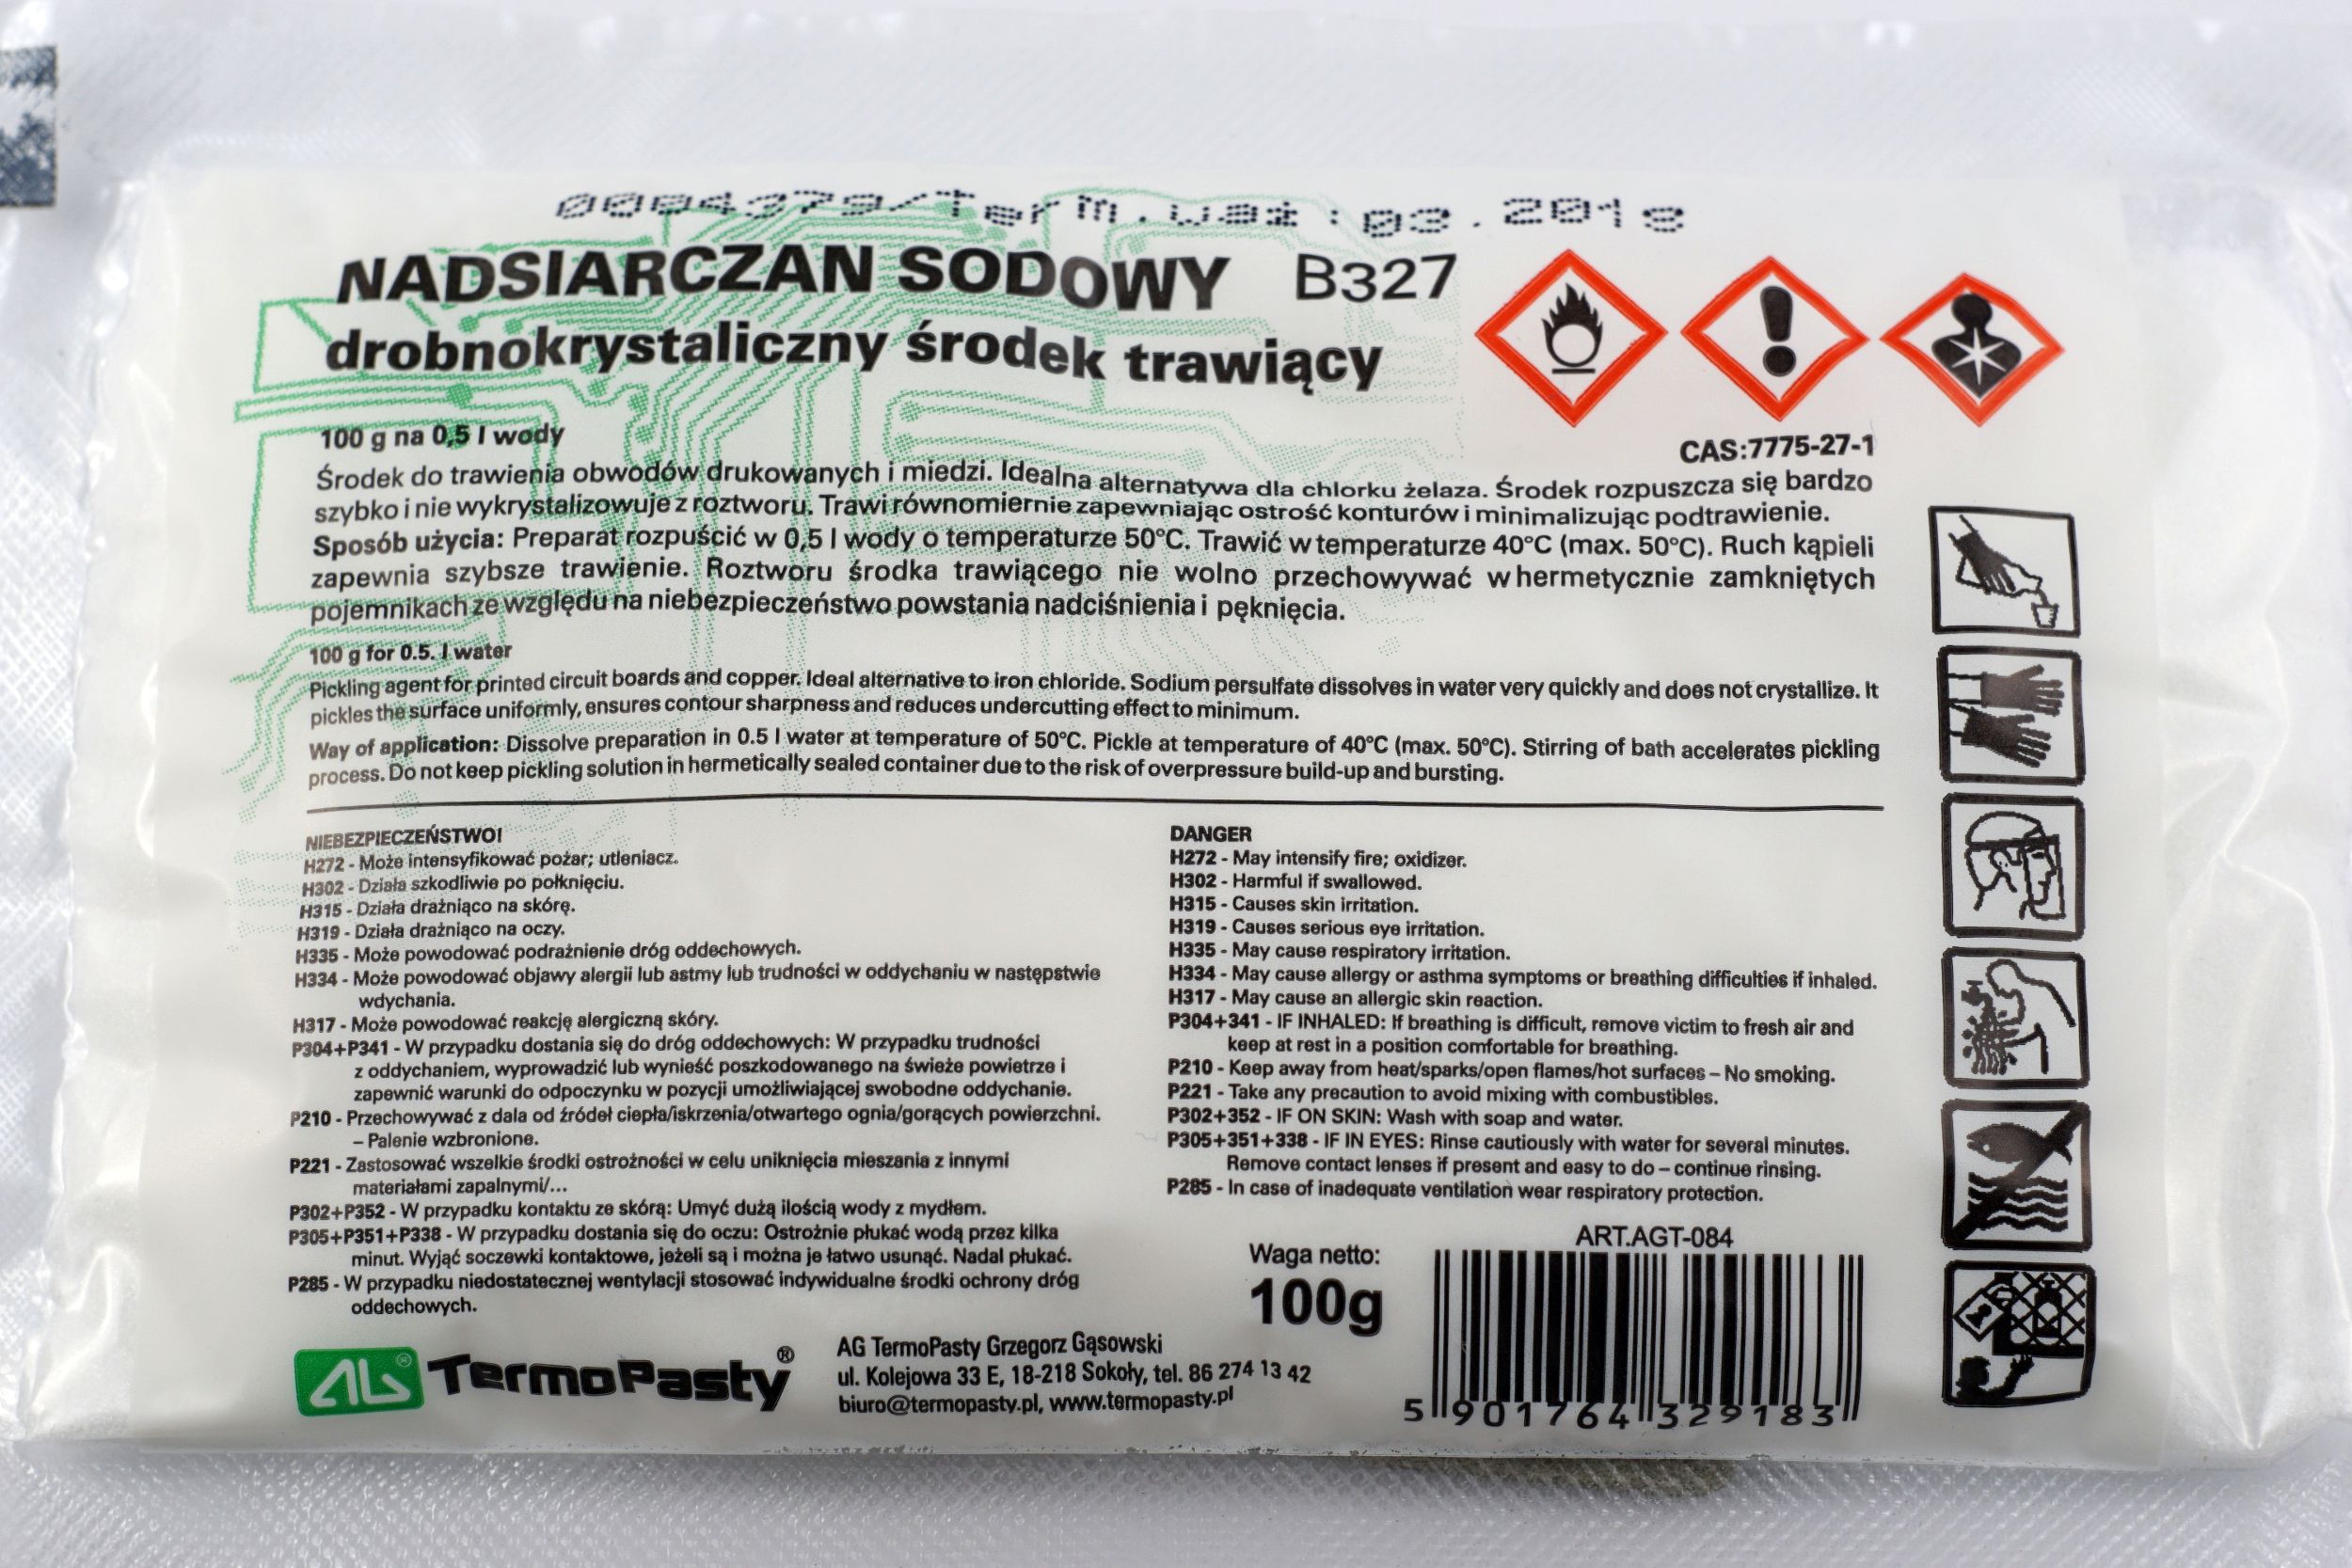 0004379/Term.waż:03.2018
NADSIARCZAN SODOWY B327
drobnokrystaliczny środek trawiący
100 g na 0,5 l wody
CAS:7775-27-1
Środek do trawienia obwodów drukowanych i miedzi. Idealna alternatywa dla chlorku żelaza. Środek rozpuszcza się bardzo
szybko i nie wykrystalizowuje z roztworu. Trawi równomiernie zapewniając ostrość konturów i minimalizując podtrawienie.
Sposób użycia: Preparat rozpuścić w 0,5 l wody o temperaturze 50°C. Trawić w temperaturze 40°C (max. 50°C). Ruch kąpieli
zapewnia szybsze trawienie. Roztworu środka trawiącego nie wolno przechowywać w hermetycznie zamkniętych
pojemnikach ze względu na niebezpieczeństwo powstania nadciśnienia i pęknięcia.
100 g for 0.5. l water
Pickling agent for printed circuit boards and copper. Ideal alternative to iron chloride. Sodium persulfate dissolves in water very quickly and does not crystallize. It
pickles the surface uniformly, ensures contour sharpness and reduces undercutting effect to minimum.
Way of application: Dissolve preparation in 0.5 l water at temperature of 50°C. Pickle at temperature of 40°C (max. 50°C). Stirring of bath accelerates pickling
process. Do not keep pickling solution in hermetically sealed container due to the risk of overpressure build-up and bursting.
NIEBEZPIECZEŃSTWO!
H272 - Może intensyfikować pożar; utleniacz.
H302 - Działa szkodliwie po połknięciu.
H315 - Działa drażniąco na skórę.
H319 - Działa drażniąco na oczy.
H335 - Może powodować podrażnienie dróg oddechowych.
H334 - Może powodować objawy alergii lub astmy lub trudności w oddychaniu w następstwie
wdychania.
H317 - Może powodować reakcję alergiczną skóry.
P304+P341 - W przypadku dostania się do dróg oddechowych: W przypadku trudności
z oddychaniem, wyprowadzić lub wynieść poszkodowanego na świeże powietrze i
zapewnić warunki do odpoczynku w pozycji umożliwiającej swobodne oddychanie.
P210 - Przechowywać z dala od źródeł ciepła/iskrzenia/otwartego ognia/gorących powierzchni.
– Palenie wzbronione.
P221 - Zastosować wszelkie środki ostrożności w celu uniknięcia mieszania z innymi
materiałami zapalnymi/...
P302+P352 - W przypadku kontaktu ze skórą: Umyć dużą ilością wody z mydłem.
P305+P351+P338 - W przypadku dostania się do oczu: Ostrożnie płukać wodą przez kilka
minut. Wyjąć soczewki kontaktowe, jeżeli są i można je łatwo usunąć. Nadal płukać.
P285 - W przypadku niedostatecznej wentylacji stosować indywidualne środki ochrony dróg
oddechowych.
DANGER
H272 - May intensify fire; oxidizer.
H302 - Harmful if swallowed.
H315 - Causes skin irritation.
H319 - Causes serious eye irritation.
H335 - May cause respiratory irritation.
H334 - May cause allergy or asthma symptoms or breathing difficulties if inhaled.
H317 - May cause an allergic skin reaction.
P304+341 - IF INHALED: If breathing is difficult, remove victim to fresh air and
keep at rest in a position comfortable for breathing.
P210 - Keep away from heat/sparks/open flames/hot surfaces – No smoking.
P221 - Take any precaution to avoid mixing with combustibles.
P302+352 - IF ON SKIN: Wash with soap and water.
P305+351+338 - IF IN EYES: Rinse cautiously with water for several minutes.
Remove contact lenses if present and easy to do – continue rinsing.
P285 - In case of inadequate ventilation wear respiratory protection.
ART.AGT-084
Waga netto:
100g
5 901764 329183
AG® TermoPasty®
AG TermoPasty Grzegorz Gąsowski
ul. Kolejowa 33 E, 18-218 Sokoły, tel. 86 274 13 42
biuro@termopasty.pl, www.termopasty.pl